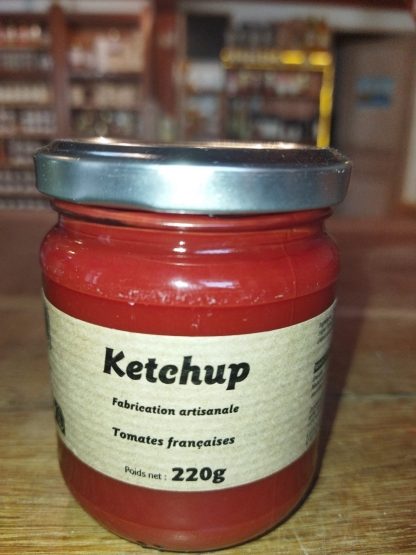 Ketchup
Fabrication artisanale
Tomates françaises
Poids net : 220g